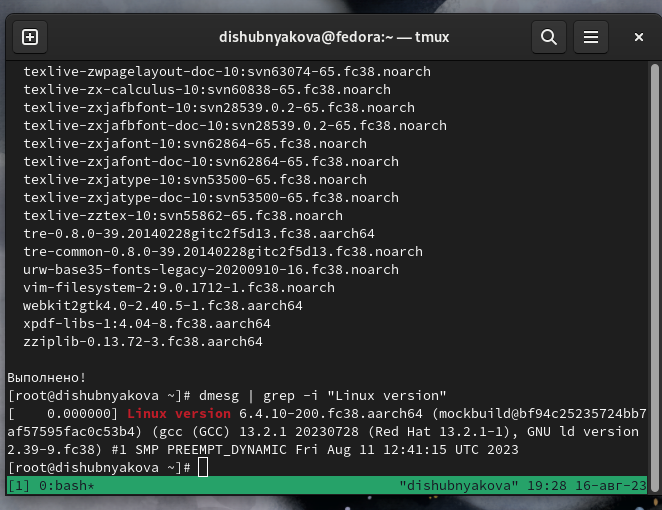 dishubnyakova@fedora:~ — tmux
texlive-zwpagelayout-doc-10:svn63074-65.fc38.noarch
texlive-zx-calculus-10:svn60838-65.fc38.noarch
texlive-zxjafbfont-10:svn28539.0.2-65.fc38.noarch
texlive-zxjafbfont-doc-10:svn28539.0.2-65.fc38.noarch
texlive-zxjafont-10:svn62864-65.fc38.noarch
texlive-zxjafont-doc-10:svn62864-65.fc38.noarch
texlive-zxjatype-10:svn53500-65.fc38.noarch
texlive-zxjatype-doc-10:svn53500-65.fc38.noarch
texlive-zztex-10:svn55862-65.fc38.noarch
tre-0.8.0-39.20140228gitc2f5d13.fc38.aarch64
tre-common-0.8.0-39.20140228gitc2f5d13.fc38.noarch
urw-base35-fonts-legacy-20200910-16.fc38.noarch
vim-filesystem-2:9.0.1712-1.fc38.noarch
webkit2gtk4.0-2.40.5-1.fc38.aarch64
xpdf-libs-1:4.04-8.fc38.aarch64
zziplib-0.13.72-3.fc38.aarch64
Выполнено!
[root@dishubnyakova ~]# dmesg | grep -i "Linux version"
[    0.000000] Linux version 6.4.10-200.fc38.aarch64 (mockbuild@bf94c25235724bb7
af57595fac0c53b4) (gcc (GCC) 13.2.1 20230728 (Red Hat 13.2.1-1), GNU ld version
2.39-9.fc38) #1 SMP PREEMPT_DYNAMIC Fri Aug 11 12:41:15 UTC 2023
[root@dishubnyakova ~]#
[1] 0:bash* "dishubnyakova" 19:28 16-авг-23